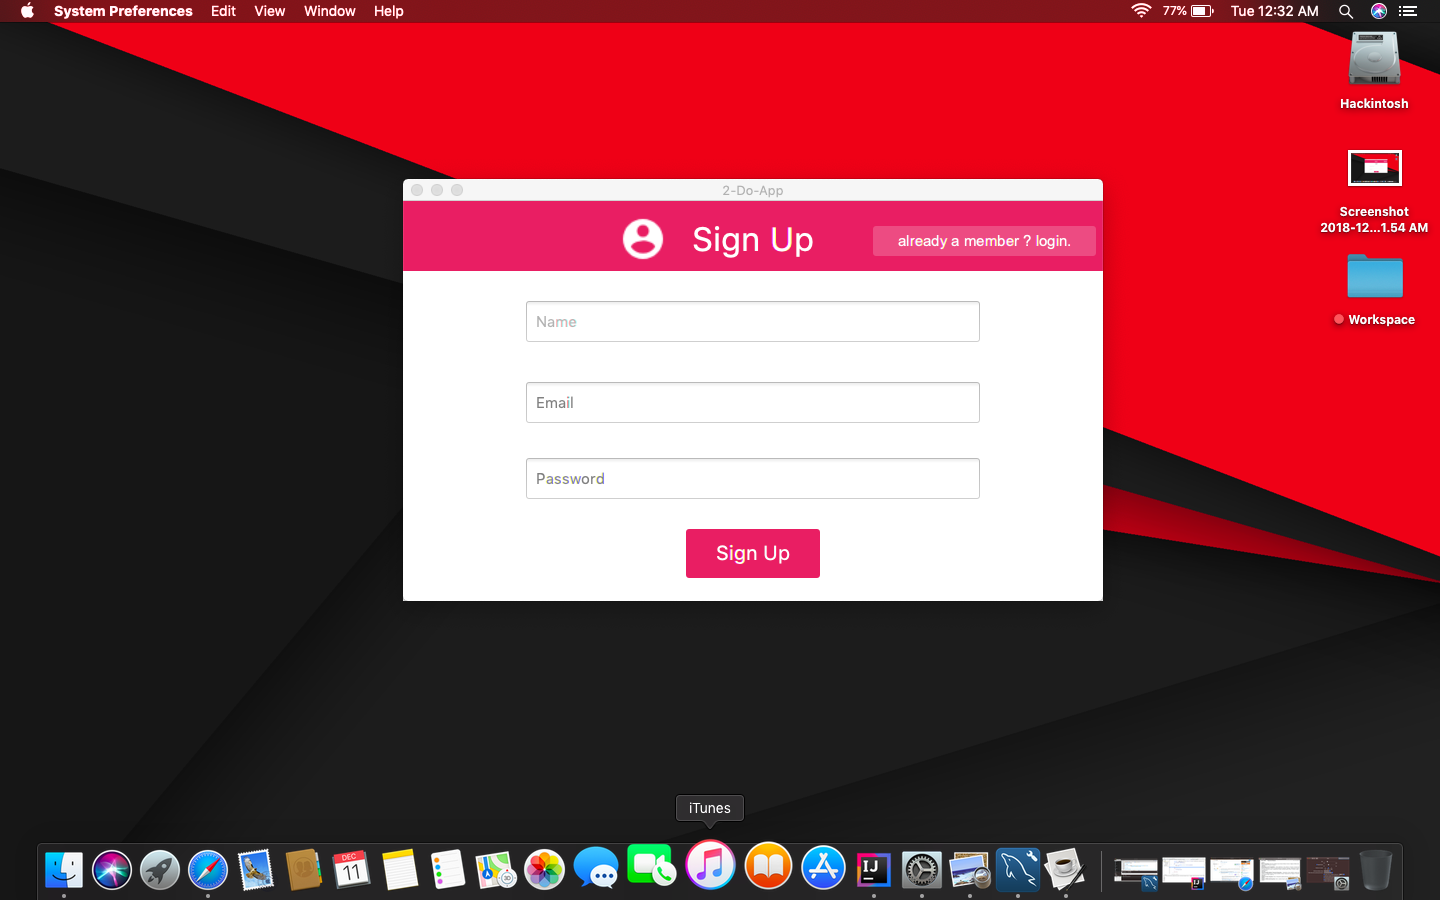 System Preferences Edit View Window Help 77% Tue 12:32 AM
Hackintosh
Screenshot
2018-12...1.54 AM
Workspace
2-Do-App
Sign Up
already a member ? login.
Name
Email
Password
Sign Up
iTunes
DEC
11
IJ